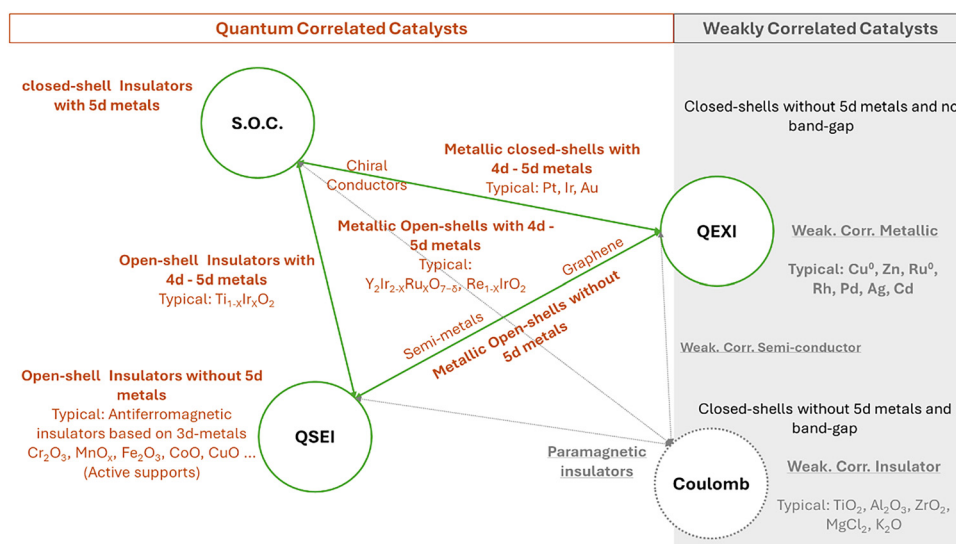 Quantum Correlated Catalysts
Weakly Correlated Catalysts
closed-shell Insulators
with 5d metals
S.O.C.
Closed-shells without 5d metals and no
band-gap
Metallic closed-shells with
4d - 5d metals
Typical: Pt, Ir, Au
Chiral
Conductors
QEXI
Weak. Corr. Metallic
Typical: Cu⁰, Zn, Ru⁰,
Rh, Pd, Ag, Cd
Metallic Open-shells with 4d -
5d metals
Typical:
Y₂Ir₂₋ₓRuₓO₇₋δ, Re₁₋ₓIrO₂
Graphene
Open-shell Insulators with
4d - 5d metals
Typical: Ti₁₋ₓIrₓO₂
Semi-metals
Metallic Open-shells without
5d metals
Weak. Corr. Semi-conductor
Open-shell Insulators without 5d
metals
Typical: Antiferromagnetic
insulators based on 3d-metals
Cr₂O₃, MnOₓ, Fe₂O₃, CoO, CuO ...
(Active supports)
QSEI
Closed-shells without 5d metals and
band-gap
Paramagnetic
insulators
Coulomb
Weak. Corr. Insulator
Typical: TiO₂, Al₂O₃, ZrO₂,
MgCl₂, K₂O